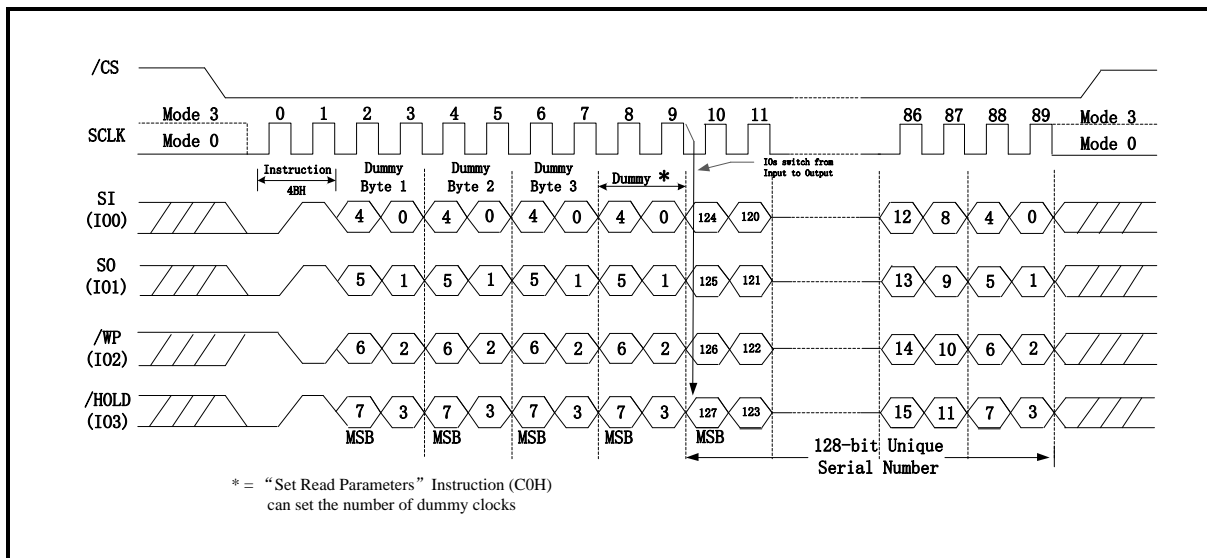 /CS
Mode 3 0 1 2 3 4 5 6 7 8 9 10 11 86 87 88 89 Mode 3
SCLK
Mode 0 Mode 0
Instruction
4BH
Dummy
Byte 1
Dummy
Byte 2
Dummy
Byte 3
Dummy *
IOs switch from
Input to Output
SI
(IO0)
4 0 4 0 4 0 4 0 124 120 12 8 4 0
SO
(IO1)
5 1 5 1 5 1 5 1 125 121 13 9 5 1
/WP
(IO2)
6 2 6 2 6 2 6 2 126 122 14 10 6 2
/HOLD
(IO3)
7 3 7 3 7 3 7 3 127 123 15 11 7 3
MSB MSB MSB MSB MSB
128-bit Unique
Serial Number
* = “Set Read Parameters” Instruction (C0H)
can set the number of dummy clocks